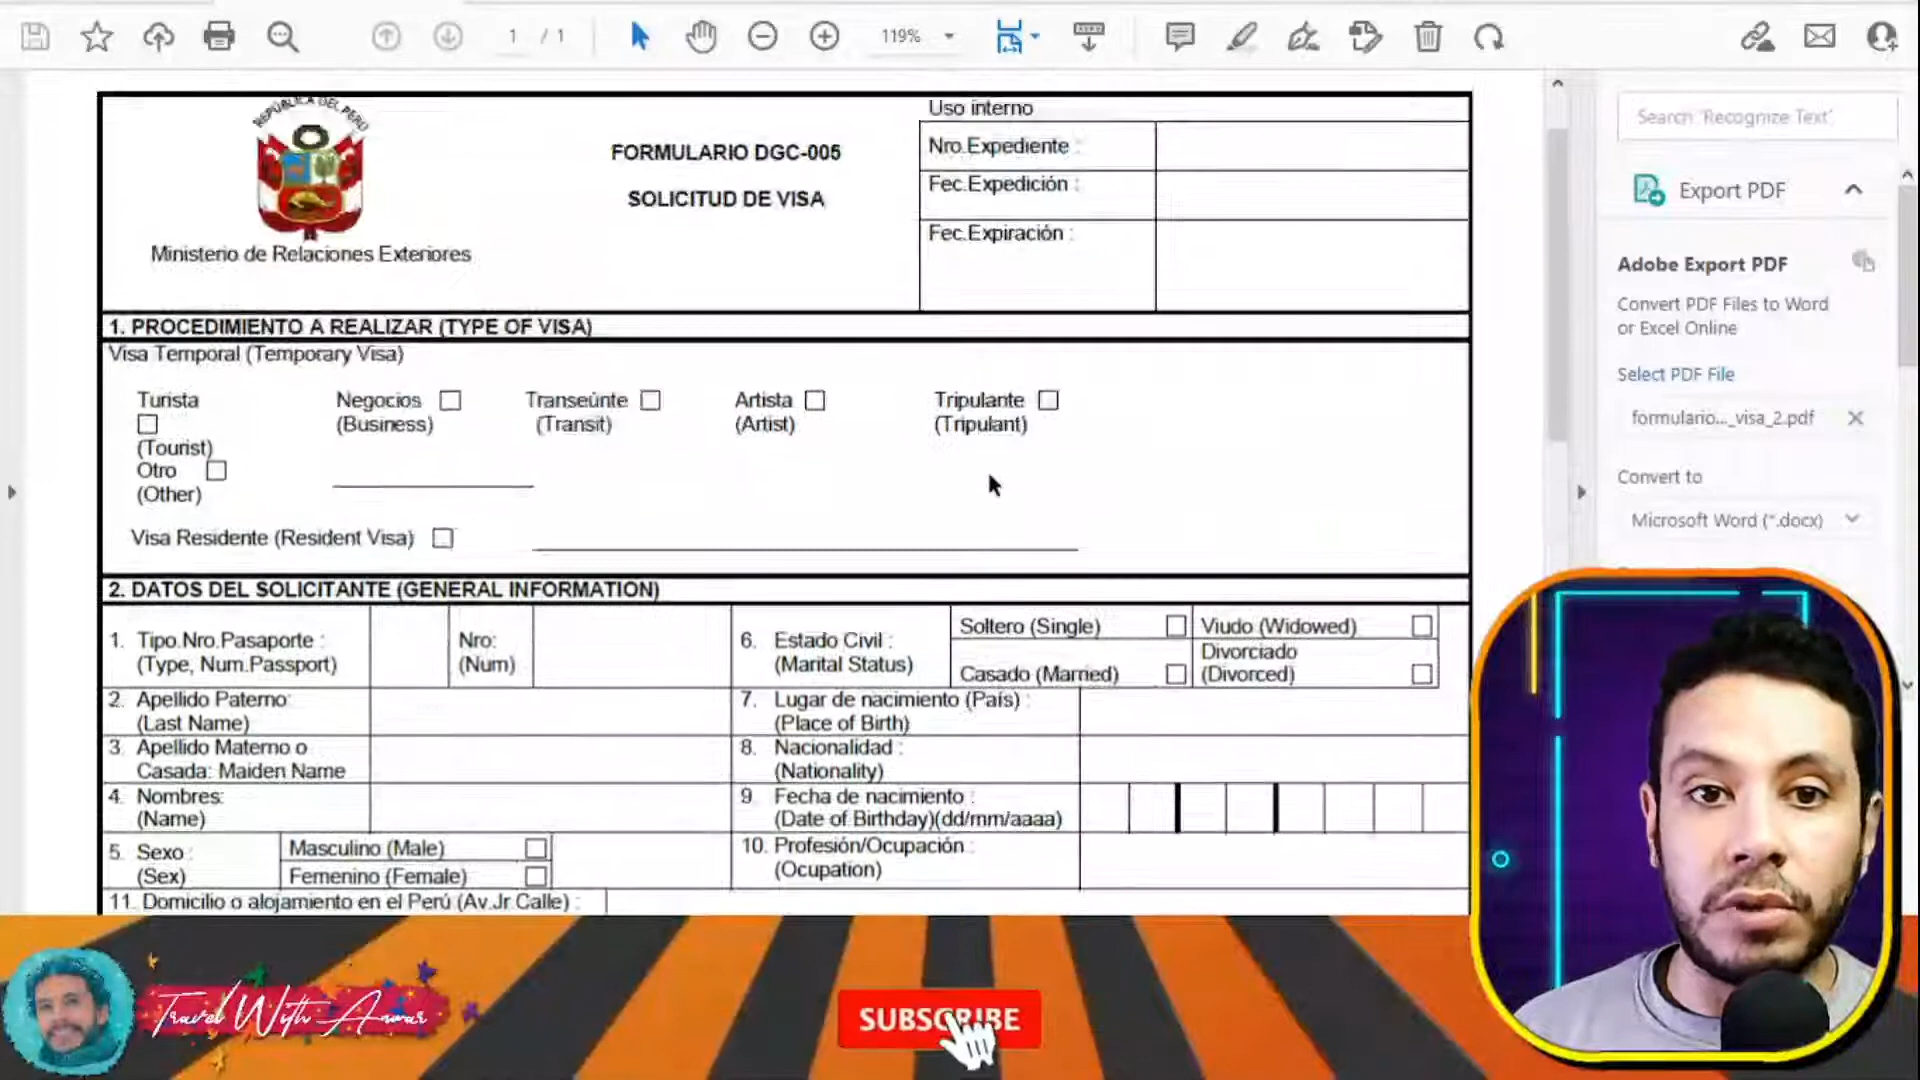 1 / 1
119%
REPÚBLICA DEL PERÚ
Ministerio de Relaciones Exteriores
FORMULARIO DGC-005
SOLICITUD DE VISA
Uso interno
Nro.Expediente :
Fec.Expedición :
Fec.Expiración :
1. PROCEDIMIENTO A REALIZAR (TYPE OF VISA)
Visa Temporal (Temporary Visa)
Turista
(Tourist)
Negocios
(Business)
Transeúnte
(Transit)
Artista
(Artist)
Tripulante
(Tripulant)
Otro
(Other)
Visa Residente (Resident Visa)
2. DATOS DEL SOLICITANTE (GENERAL INFORMATION)
1. Tipo.Nro.Pasaporte :
(Type, Num.Passport)
Nro:
(Num)
2. Apellido Paterno:
(Last Name)
3. Apellido Materno o
Casada: Maiden Name
4. Nombres:
(Name)
5. Sexo :
(Sex)
Masculino (Male)
Femenino (Female)
6. Estado Civil :
(Marital Status)
Soltero (Single)
Viudo (Widowed)
Casado (Married)
Divorciado
(Divorced)
7. Lugar de nacimiento (País) :
(Place of Birth)
8. Nacionalidad :
(Nationality)
9. Fecha de nacimiento :
(Date of Birthday)(dd/mm/aaaa)
10. Profesión/Ocupación :
(Ocupation)
11. Domicilio o alojamiento en el Perú (Av.Jr.Calle) :
Search 'Recognize Text'
Export PDF
Adobe Export PDF
Convert PDF Files to Word
or Excel Online
Select PDF File
formulario..._visa_2.pdf
Convert to
Microsoft Word (*.docx)
Travel With Anwar
SUBSCRIBE